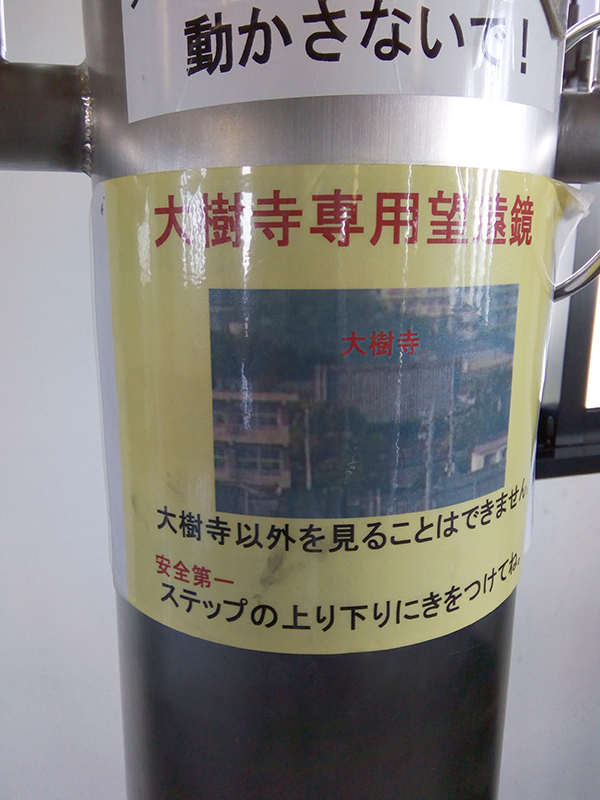 動かさないで!
大樹寺専用望遠鏡
大樹寺
大樹寺以外を見ることはできません。
安全第一
ステップの上り下りにきをつけてね。